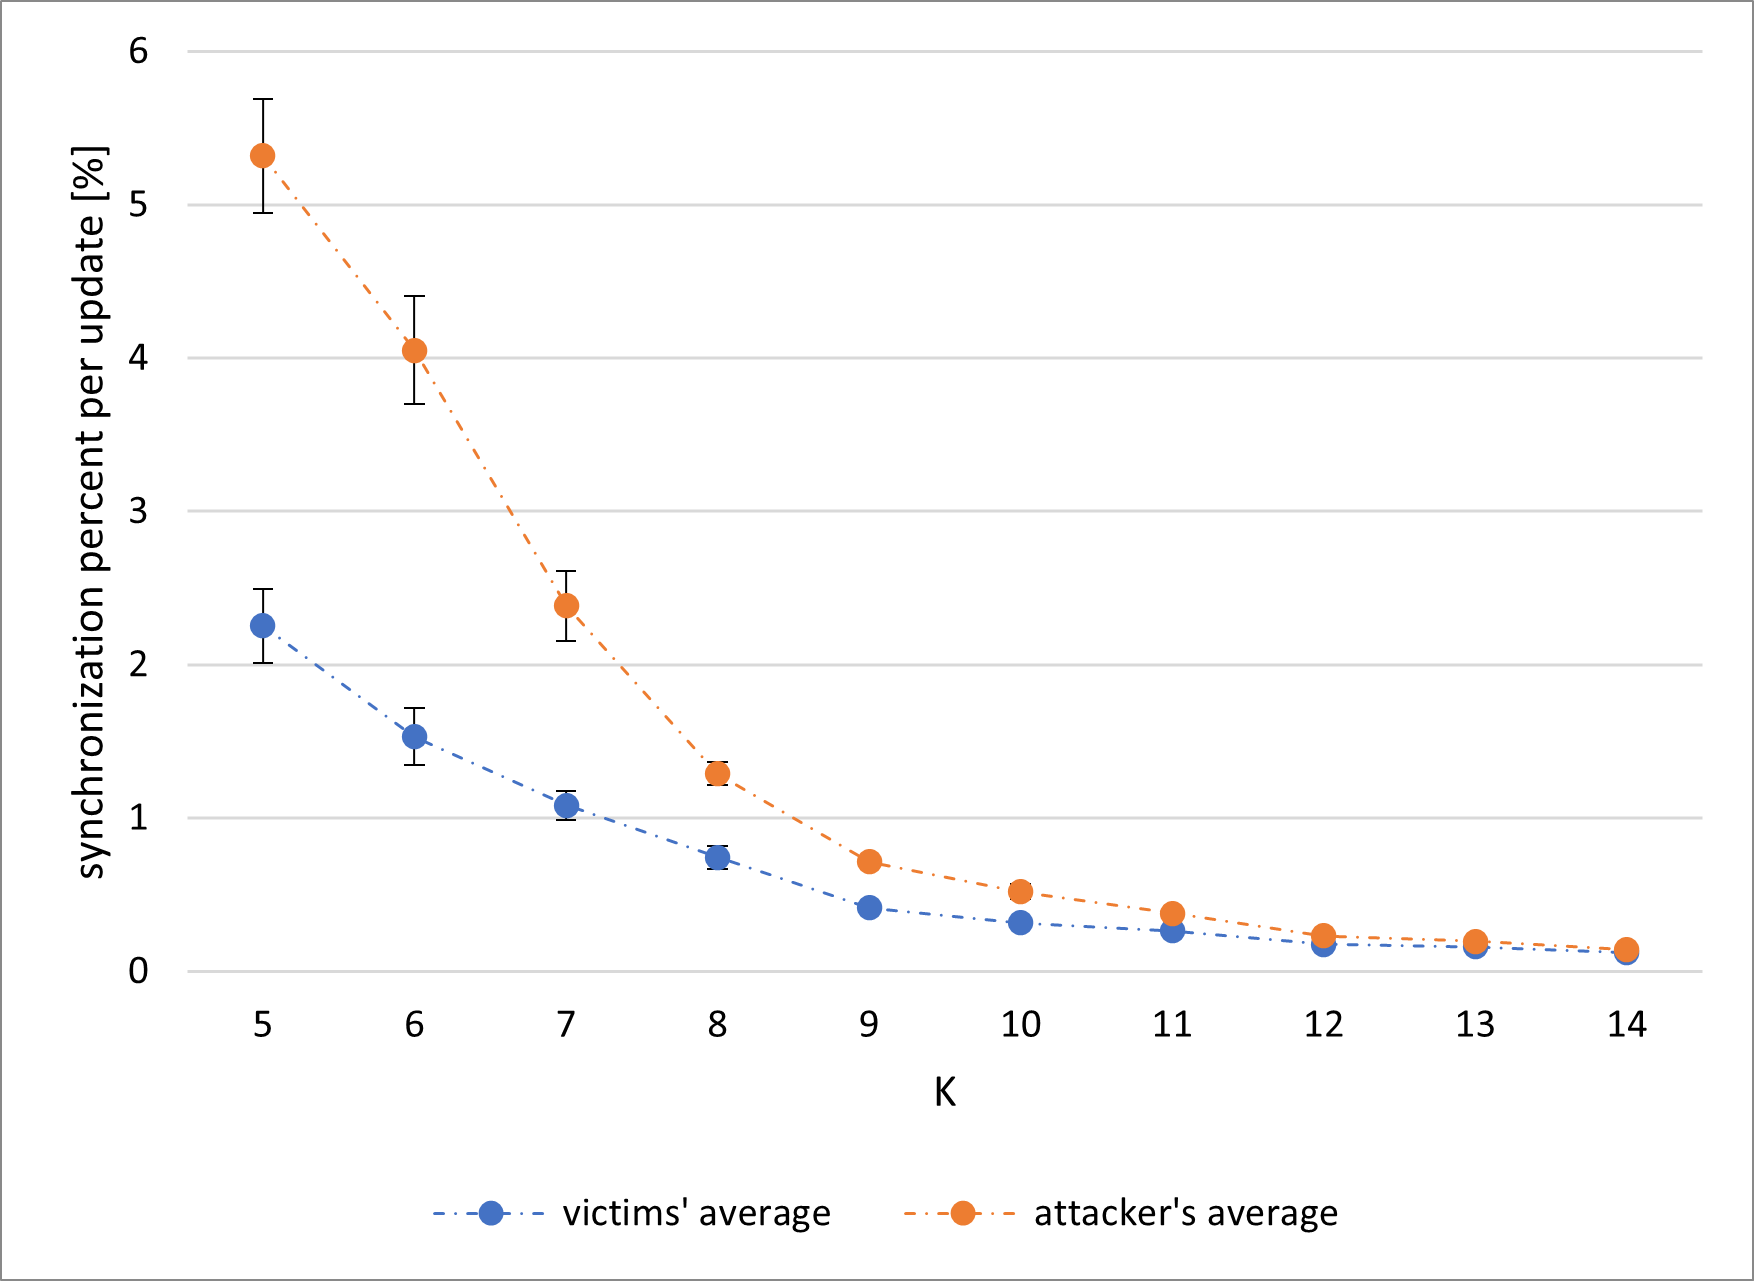 synchronization percent per update [%]
6
5
4
3
2
1
0
5 6 7 8 9 10 11 12 13 14
K
victims' average attacker's average